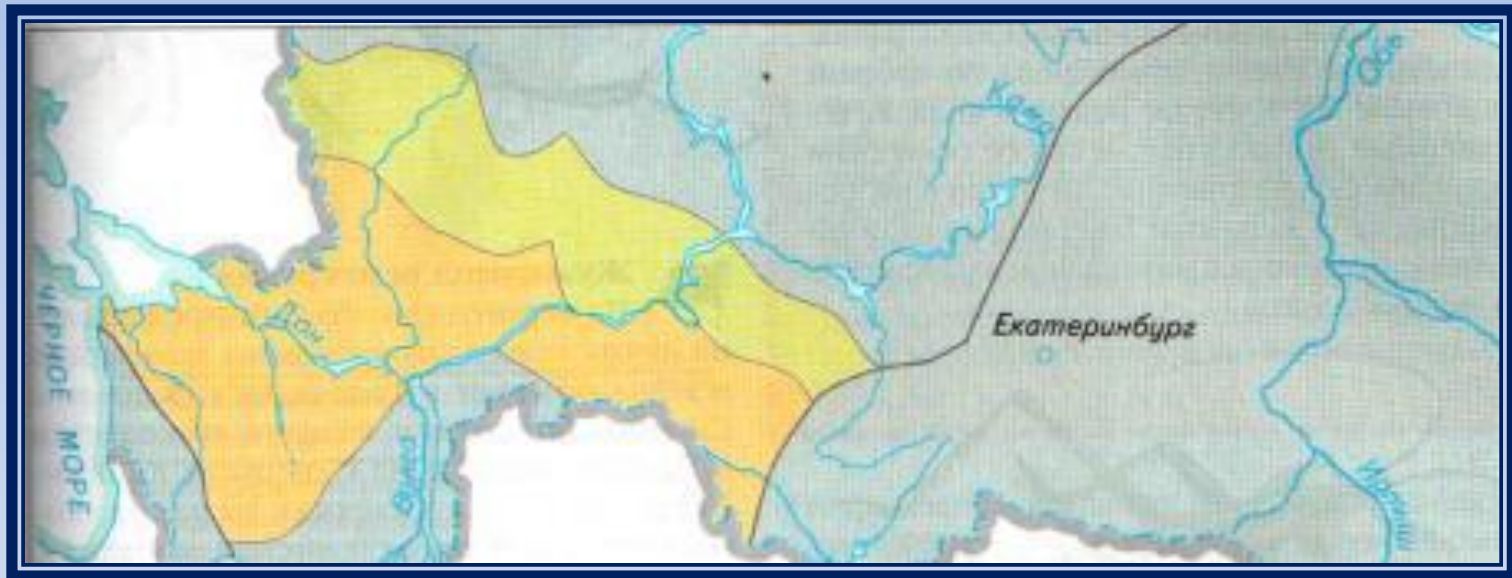 Обь
Кама
Екатеринбург
Дон
ЧЕРНОЕ МОРЕ
Волга
Иртыш